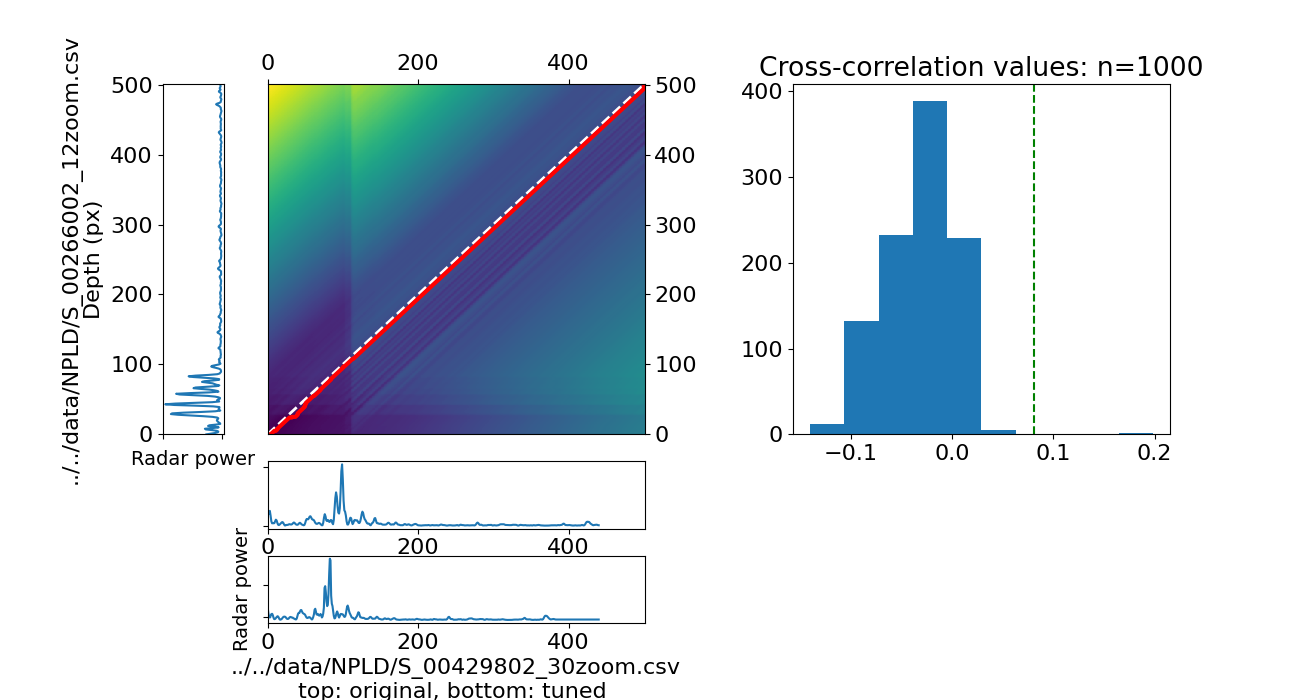 ../../data/NPLD/S_00266002_12zoom.csv
Depth (px)
500
400
300
200
100
0
Radar power
0 200 400
500
400
300
200
100
0
0 200 400
Radar power
0 200 400
../../data/NPLD/S_00429802_30zoom.csv
top: original, bottom: tuned
Cross-correlation values: n=1000
400
300
200
100
0
−0.1 0.0 0.1 0.2